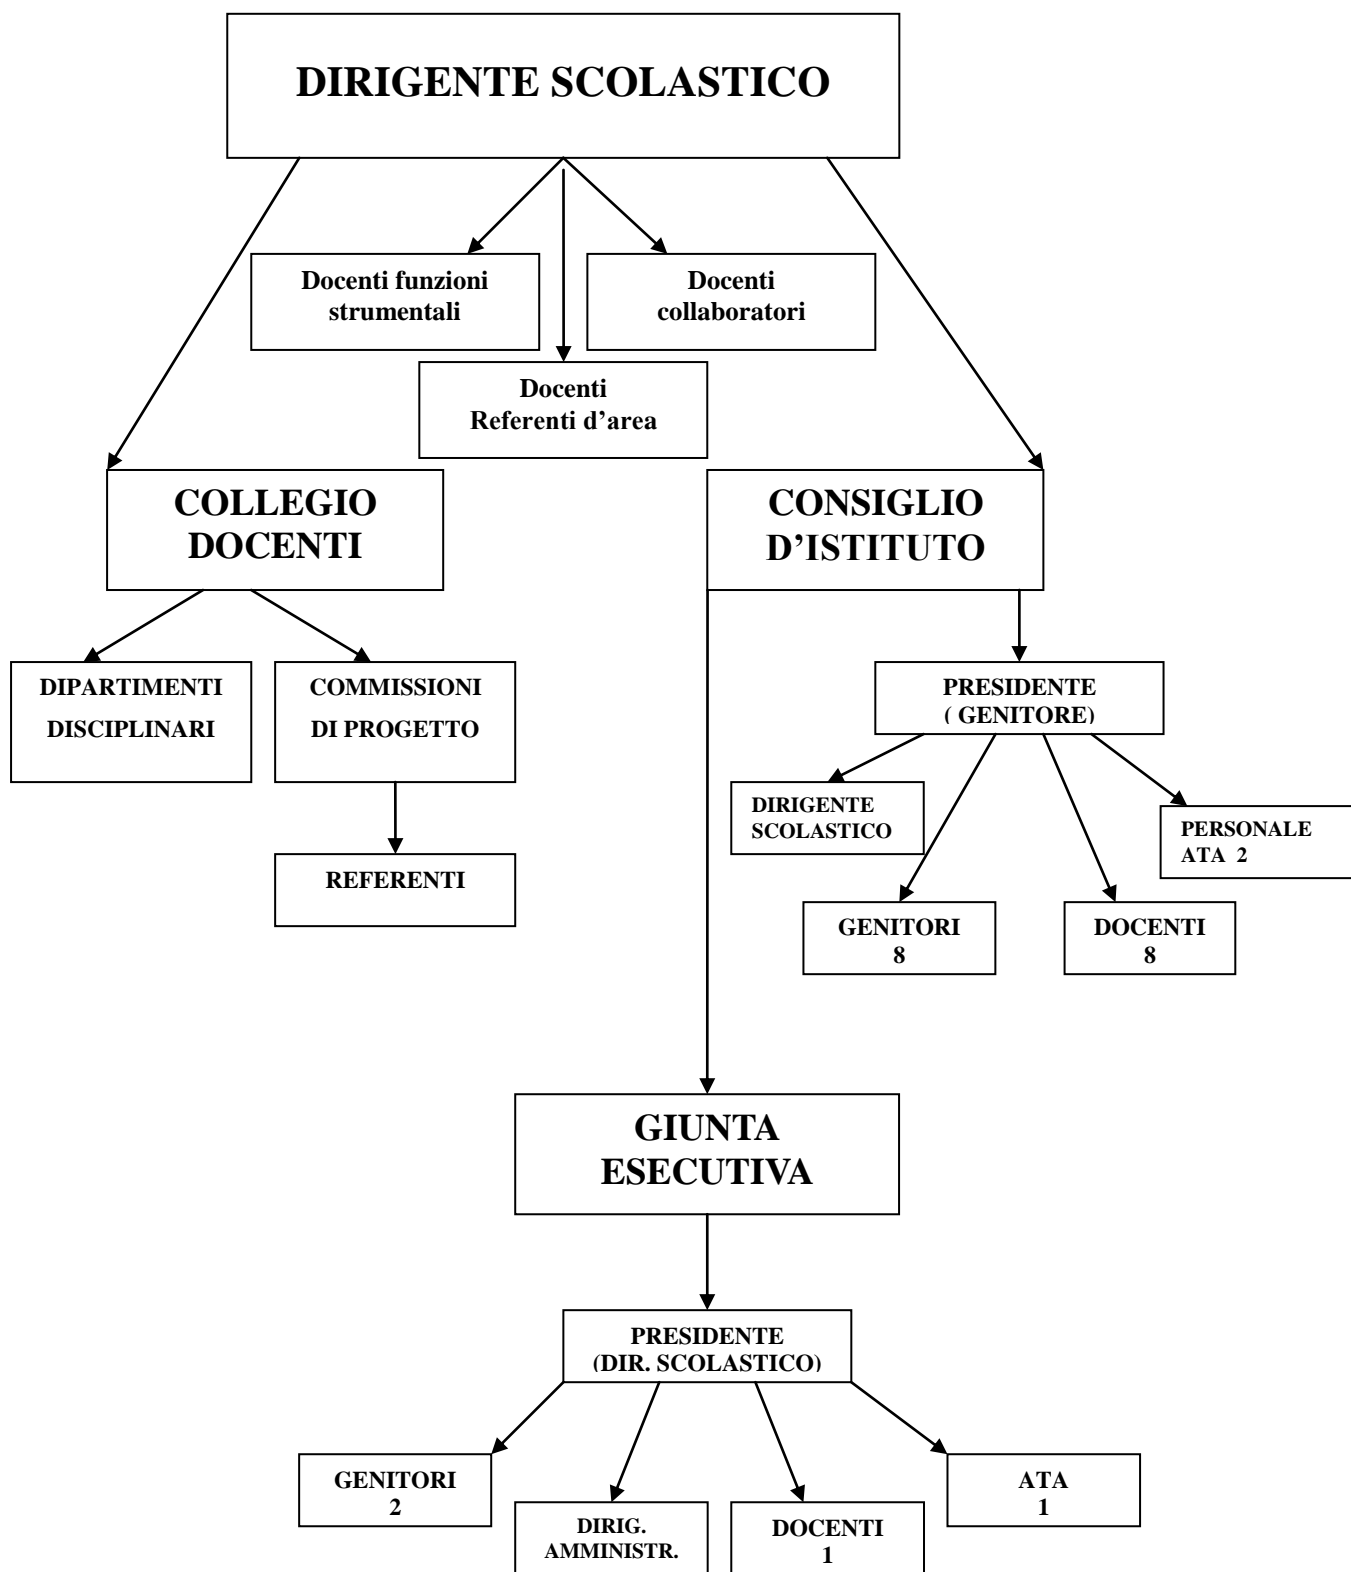 DIRIGENTE SCOLASTICO
Docenti funzioni
strumentali
Docenti
collaboratori
Docenti
Referenti d’area
COLLEGIO
DOCENTI
CONSIGLIO
D’ISTITUTO
DIPARTIMENTI
DISCIPLINARI
COMMISSIONI
DI PROGETTO
PRESIDENTE
( GENITORE)
DIRIGENTE
SCOLASTICO
PERSONALE
ATA 2
REFERENTI
GENITORI
8
DOCENTI
8
GIUNTA
ESECUTIVA
PRESIDENTE
(DIR. SCOLASTICO)
GENITORI
2
DIRIG.
AMMINISTR.
DOCENTI
1
ATA
1